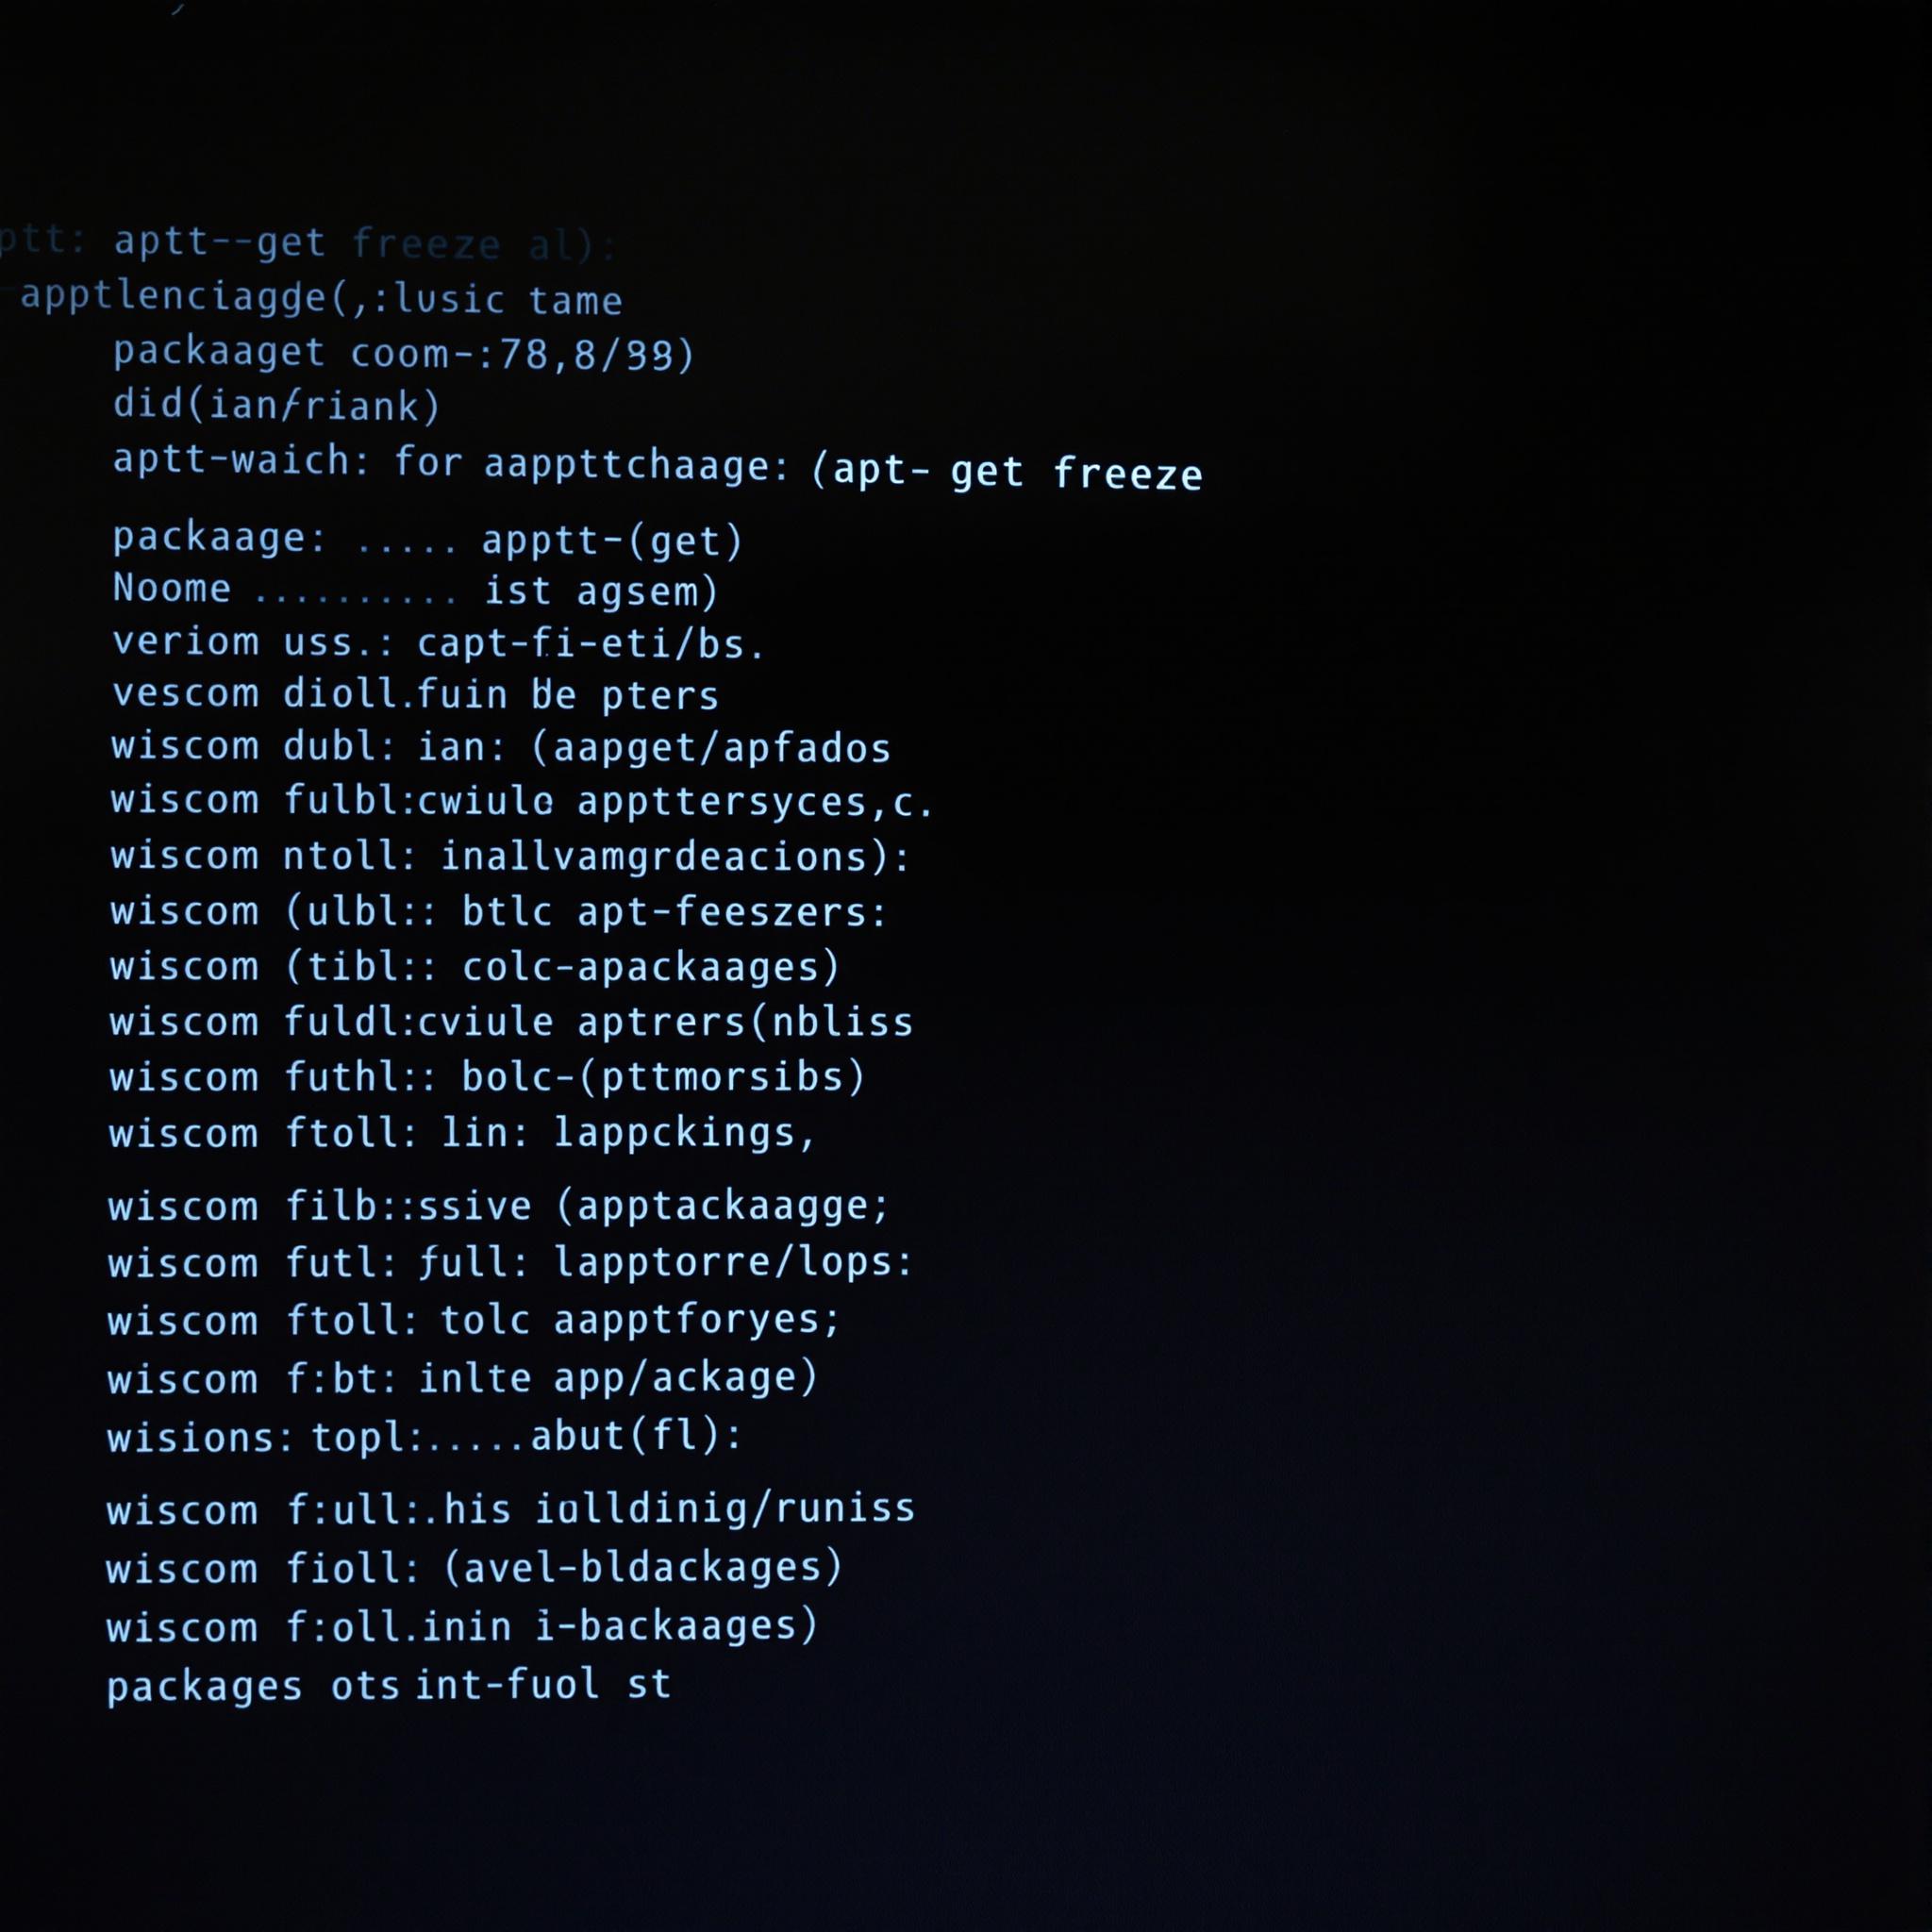 ptt: aptt--get freeze al):
apptlenciagge(,:lusic tame
packaaget coom-:78,8/99)
did(ian/riank)
aptt-waich: for aappttchaage: (apt- get freeze
packaage: ..... apptt-(get)
Noome .......... ist agsem)
veriom uss.: capt-fi-eti/bs.
vescom dioll.fuin be pters
wiscom dubl: ian: (aapget/apfados
wiscom fulbl:cwiule appttersyces,c.
wiscom ntoll: inallvamgrdeacions):
wiscom (ulbl:: btlc apt-feeszers:
wiscom (tibl:: colc-apackaages)
wiscom fuldl:cviule aptrers(nbliss
wiscom futhl:: bolc-(pttmorsibs)
wiscom ftoll: lin: lappckings,
wiscom filb::ssive (apptackaagge;
wiscom futl: full: lapptorre/lops:
wiscom ftoll: tolc aapptforyes;
wiscom f:bt: inlte app/ackage)
wisions: topl:.....abut(fl):
wiscom f:ull:.his iolldinig/runiss
wiscom fioll: (avel-bldackages)
wiscom f:oll.inin i-backaages)
packages ots int-fuol st